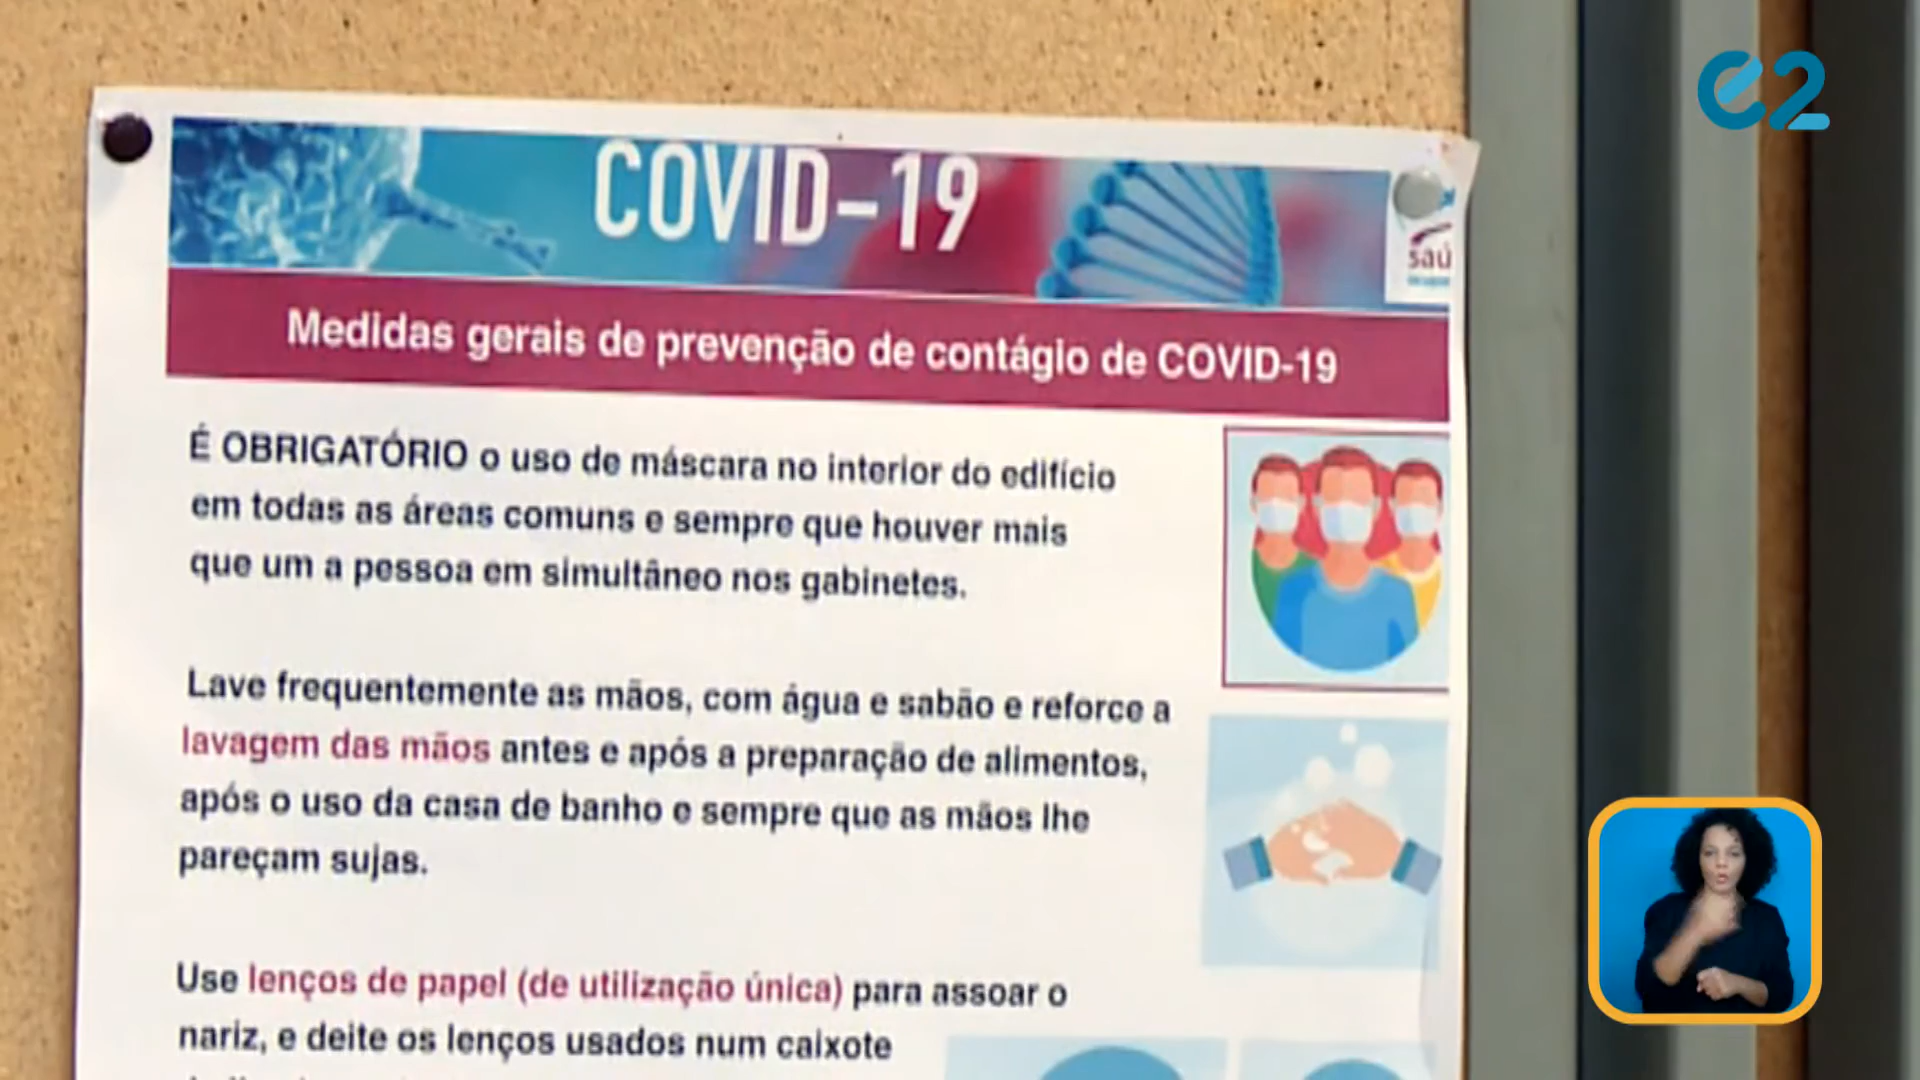 e2
COVID-19
saú
Medidas gerais de prevenção de contágio de COVID-19
É OBRIGATÓRIO o uso de máscara no interior do edifício
em todas as áreas comuns e sempre que houver mais
que um a pessoa em simultâneo nos gabinetes.
Lave frequentemente as mãos, com água e sabão e reforce a
lavagem das mãos antes e após a preparação de alimentos,
após o uso da casa de banho e sempre que as mãos lhe
pareçam sujas.
Use lenços de papel (de utilização única) para assoar o
nariz, e deite os lenços usados num caixote